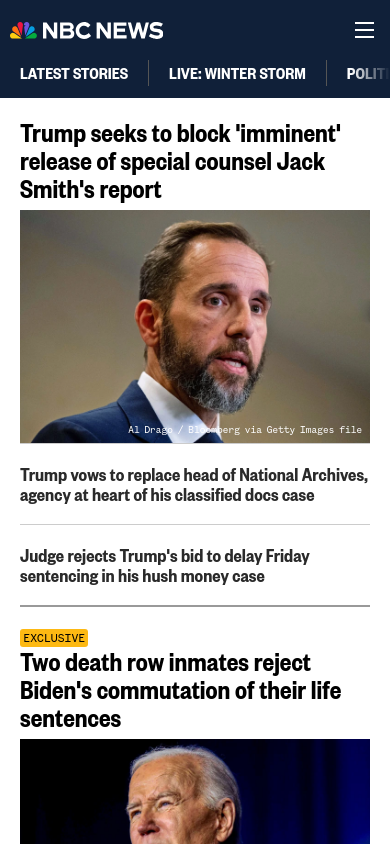 NBC NEWS
LATEST STORIES
LIVE: WINTER STORM
POLIT
Trump seeks to block 'imminent'
release of special counsel Jack
Smith's report
Al Drago / Bloomberg via Getty Images file
Trump vows to replace head of National Archives,
agency at heart of his classified docs case
Judge rejects Trump's bid to delay Friday
sentencing in his hush money case
EXCLUSIVE
Two death row inmates reject
Biden's commutation of their life
sentences